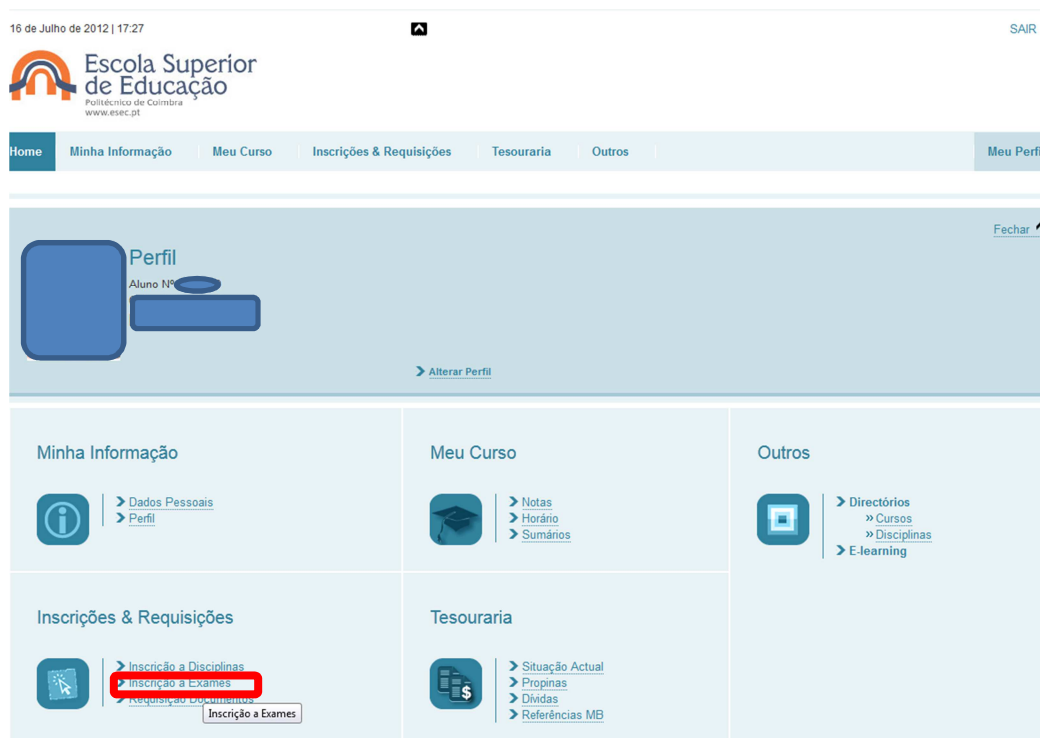 16 de Julho de 2012 | 17:27
SAIR
Escola Superior
de Educação
Politécnico de Coimbra
www.esec.pt
Home Minha Informação Meu Curso Inscrições & Requisições Tesouraria Outros Meu Perfi
Fechar
Perfil
Aluno Nº
Alterar Perfil
Minha Informação
Dados Pessoais
Perfil
Meu Curso
Notas
Horário
Sumários
Outros
Directórios
» Cursos
» Disciplinas
E-learning
Inscrições & Requisições
Inscrição a Disciplinas
Inscrição a Exames
Requisição Documentos
Inscrição a Exames
Tesouraria
Situação Actual
Propinas
Dívidas
Referências MB